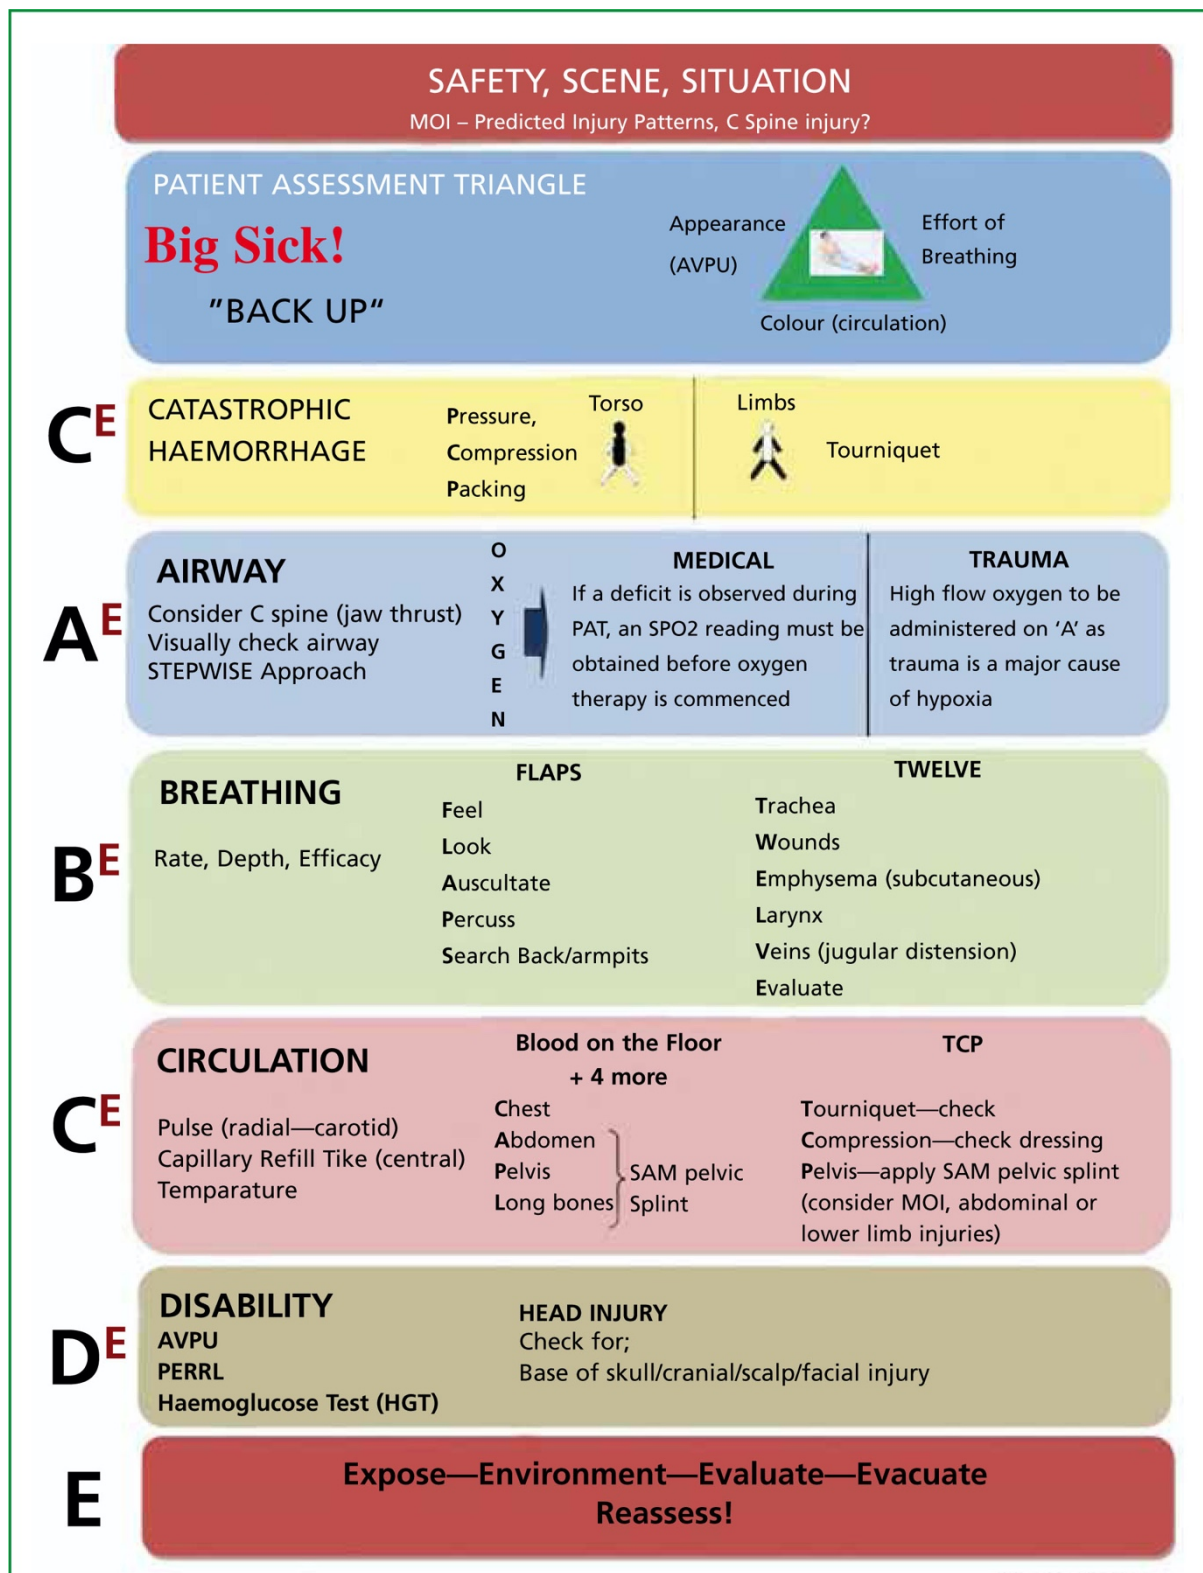 SAFETY, SCENE, SITUATION
MOI – Predicted Injury Patterns, C Spine injury?
PATIENT ASSESSMENT TRIANGLE
Big Sick!
”BACK UP“
Appearance
(AVPU)
Effort of
Breathing
Colour (circulation)
CE
CATASTROPHIC
HAEMORRHAGE
Pressure,
Compression
Packing
Torso
Limbs
Tourniquet
AE
AIRWAY
Consider C spine (jaw thrust)
Visually check airway
STEPWISE Approach
O
X
Y
G
E
N
MEDICAL
If a deficit is observed during
PAT, an SPO2 reading must be
obtained before oxygen
therapy is commenced
TRAUMA
High flow oxygen to be
administered on ‘A’ as
trauma is a major cause
of hypoxia
BE
BREATHING
Rate, Depth, Efficacy
FLAPS
Feel
Look
Auscultate
Percuss
Search Back/armpits
TWELVE
Trachea
Wounds
Emphysema (subcutaneous)
Larynx
Veins (jugular distension)
Evaluate
CE
CIRCULATION
Pulse (radial—carotid)
Capillary Refill Tike (central)
Temparature
Blood on the Floor
+ 4 more
Chest
Abdomen
Pelvis
Long bones
SAM pelvic
Splint
TCP
Tourniquet—check
Compression—check dressing
Pelvis—apply SAM pelvic splint
(consider MOI, abdominal or
lower limb injuries)
DE
DISABILITY
AVPU
PERRL
Haemoglucose Test (HGT)
HEAD INJURY
Check for;
Base of skull/cranial/scalp/facial injury
E
Expose—Environment—Evaluate—Evacuate
Reassess!